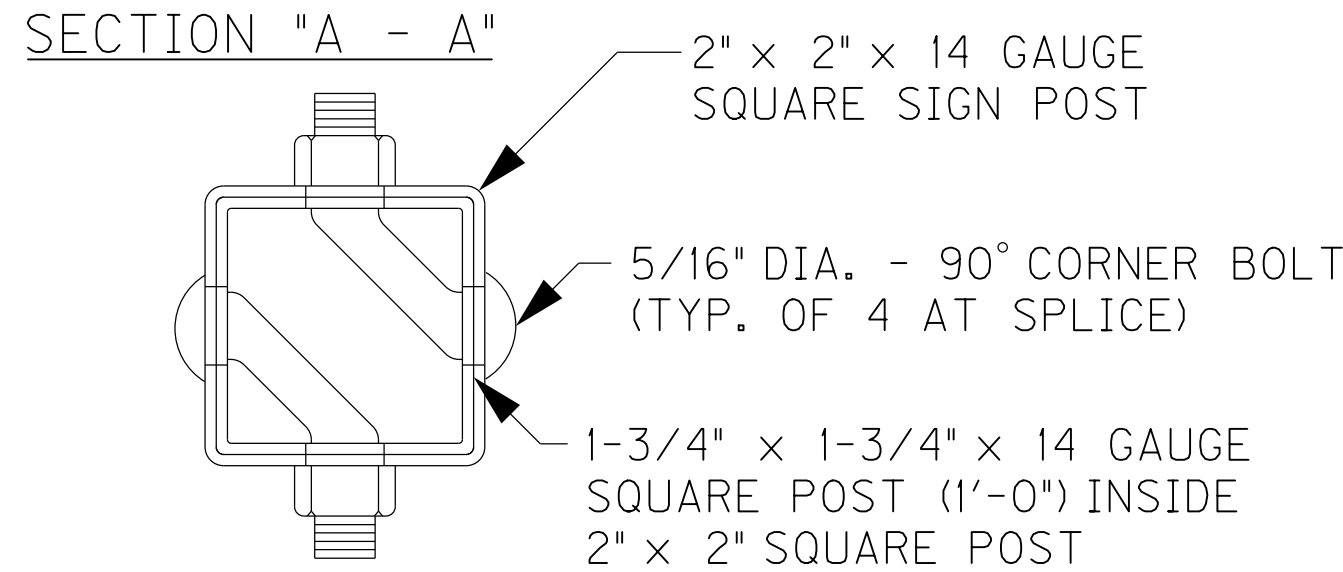 SECTION "A - A"
2" x 2" x 14 GAUGE
SQUARE SIGN POST
5/16" DIA. - 90° CORNER BOLT
(TYP. OF 4 AT SPLICE)
1-3/4" x 1-3/4" x 14 GAUGE
SQUARE POST (1'-0") INSIDE
2" x 2" SQUARE POST